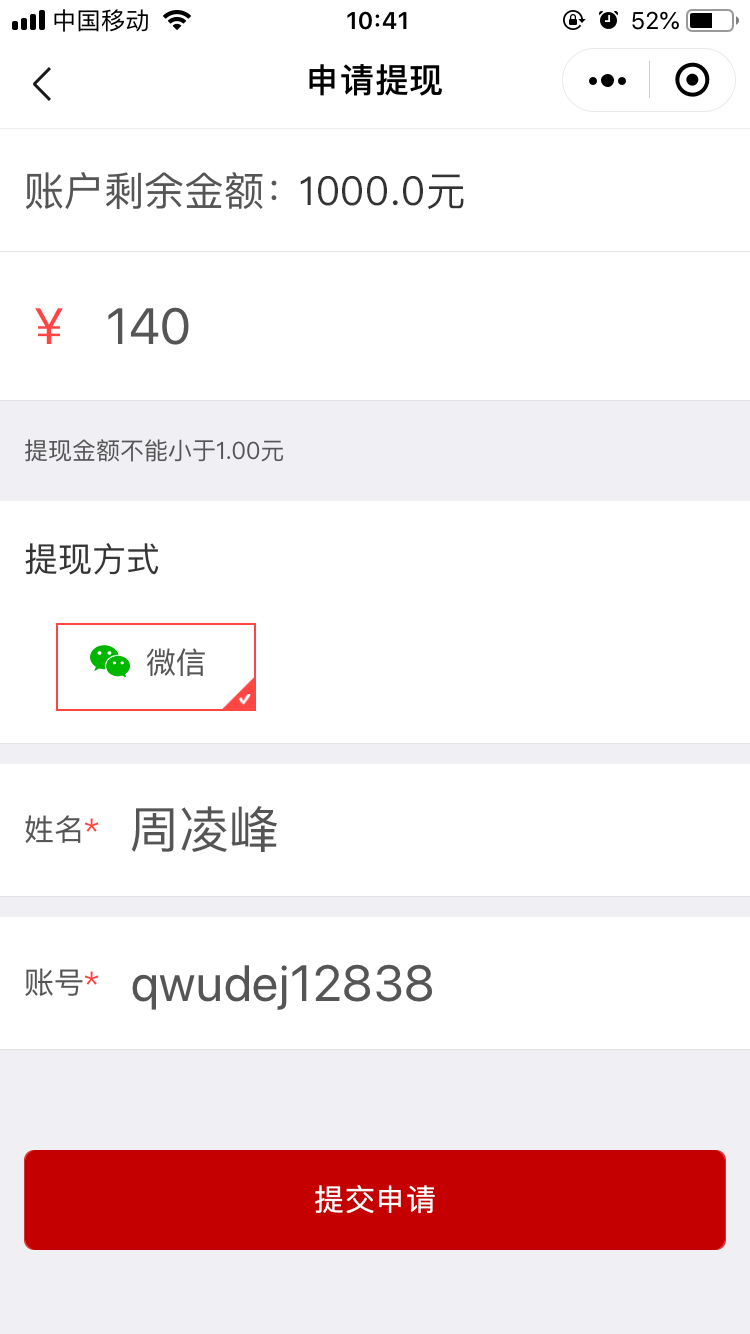 中国移动 10:41 52%
申请提现
账户剩余金额：1000.0元
¥ 140
提现金额不能小于1.00元
提现方式
微信
姓名* 周凌峰
账号* qwudej12838
提交申请